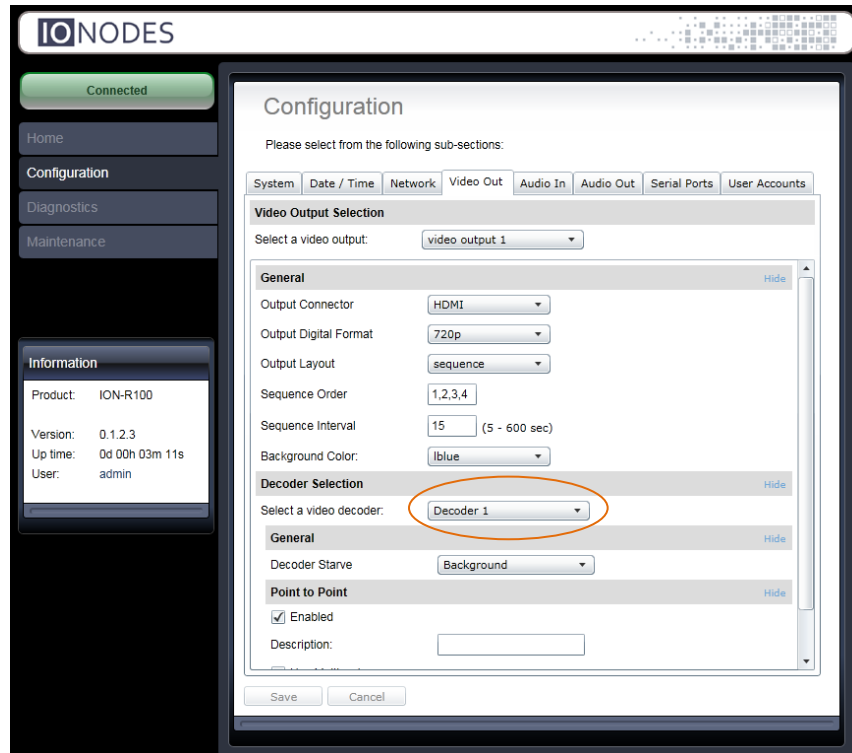 IONODES
Connected
Home
Configuration
Diagnostics
Maintenance
Information
Product: ION-R100
Version: 0.1.2.3
Up time: 0d 00h 03m 11s
User: admin
Configuration
Please select from the following sub-sections:
System Date / Time Network Video Out Audio In Audio Out Serial Ports User Accounts
Video Output Selection
Select a video output: video output 1
General Hide
Output Connector HDMI
Output Digital Format 720p
Output Layout sequence
Sequence Order 1,2,3,4
Sequence Interval 15 (5 - 600 sec)
Background Color: lblue
Decoder Selection Hide
Select a video decoder: Decoder 1
General Hide
Decoder Starve Background
Point to Point Hide
Enabled
Description:
Save Cancel